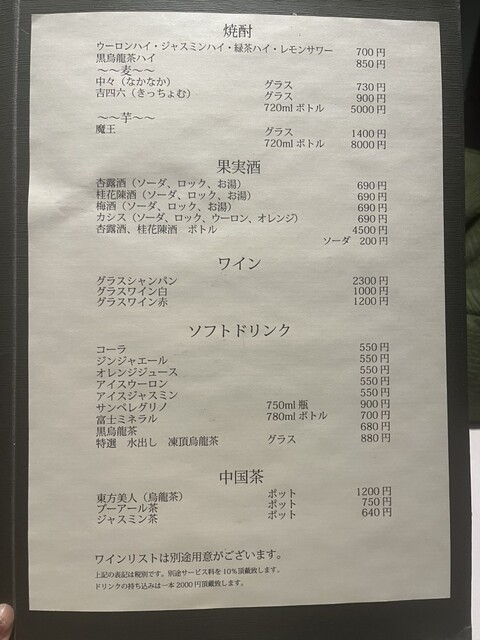 焼酎
ウーロンハイ・ジャスミンハイ・緑茶ハイ・レモンサワー 700円
黒烏龍茶ハイ 850円
～～麦～～
中々（なかなか） グラス 730円
吉四六（きっちょむ） グラス 900円
720mlボトル 5000円
～～芋～～
魔王 グラス 1400円
720mlボトル 8000円
果実酒
杏露酒（ソーダ、ロック、お湯） 690円
桂花陳酒（ソーダ、ロック、お湯） 690円
梅酒（ソーダ、ロック、お湯） 690円
カシス（ソーダ、ロック、ウーロン、オレンジ） 690円
杏露酒、桂花陳酒 ボトル 4500円
ソーダ 200円
ワイン
グラスシャンパン 2300円
グラスワイン白 1000円
グラスワイン赤 1200円
ソフトドリンク
コーラ 550円
ジンジャエール 550円
オレンジジュース 550円
アイスウーロン 550円
アイスジャスミン 550円
サンペレグリノ 750ml瓶 900円
富士ミネラル 780mlボトル 700円
黒烏龍茶 680円
特選 水出し 凍頂烏龍茶 グラス 880円
中国茶
東方美人（烏龍茶） ポット 1200円
プーアール茶 ポット 750円
ジャスミン茶 ポット 640円
ワインリストは別途用意がございます。
上記の表記は税別です。別途サービス料を10%頂戴致します。
ドリンクの持ち込みは一本2000円頂戴致します。